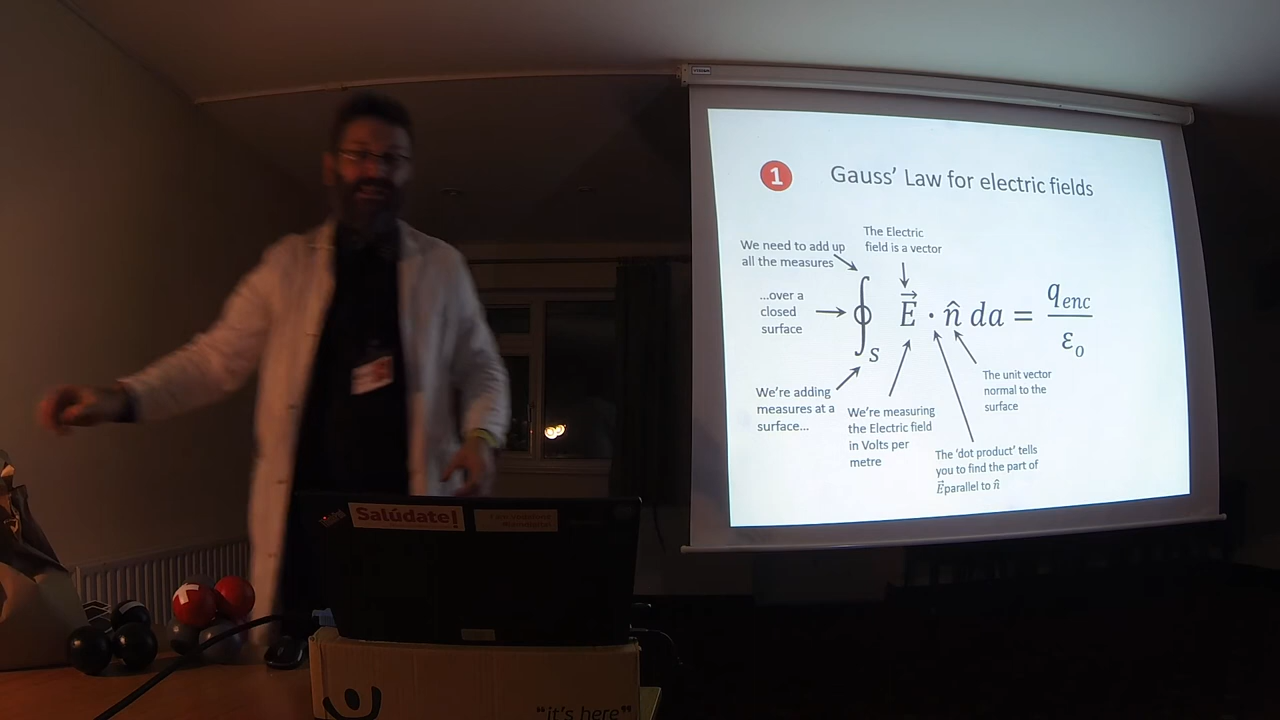 1
Gauss' Law for electric fields
The Electric
field is a vector
We need to add up
all the measures
...over a
closed
surface
∮S E⃗ · n̂ da = qenc / ε0
We're adding
measures at a
surface...
We're measuring
the Electric field
in Volts per
metre
The unit vector
normal to the
surface
The 'dot product' tells
you to find the part of
E⃗ parallel to n̂
Salúdate!
"it's here"